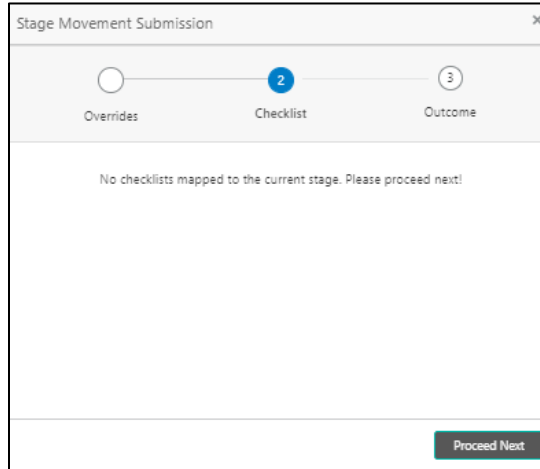 Stage Movement Submission
×
2
3
Overrides
Checklist
Outcome
No checklists mapped to the current stage. Please proceed next!
Proceed Next